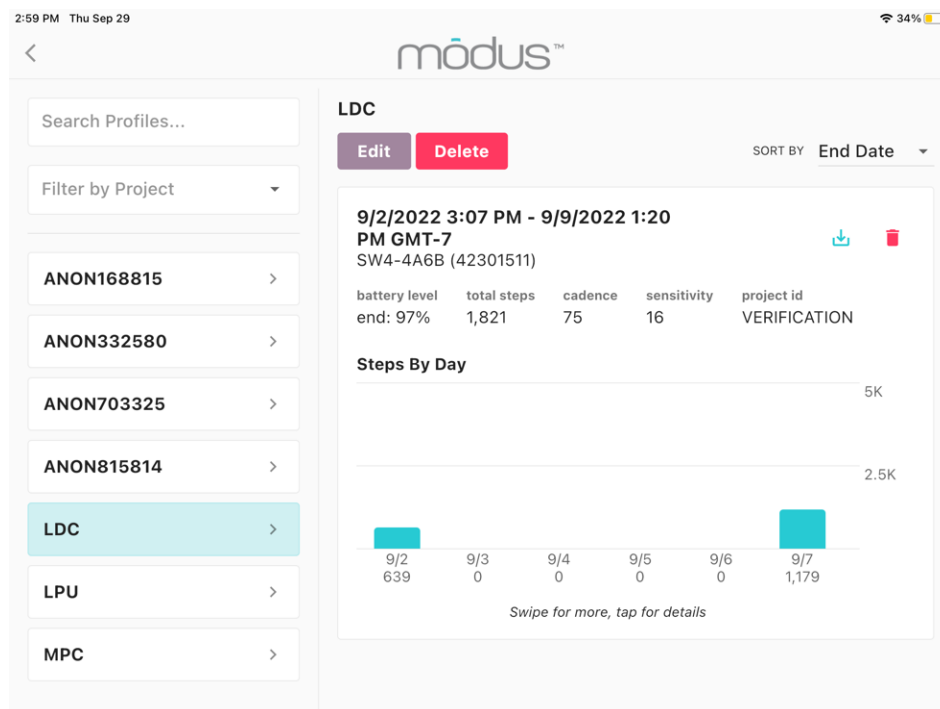 2:59 PM Thu Sep 29
34%
mōdus™
Search Profiles...
Filter by Project
ANON168815
ANON332580
ANON703325
ANON815814
LDC
LPU
MPC
LDC
Edit Delete
SORT BY End Date
9/2/2022 3:07 PM - 9/9/2022 1:20
PM GMT-7
SW4-4A6B (42301511)
battery level total steps cadence sensitivity project id
end: 97% 1,821 75 16 VERIFICATION
Steps By Day
5K
2.5K
9/2 9/3 9/4 9/5 9/6 9/7
639 0 0 0 0 1,179
Swipe for more, tap for details